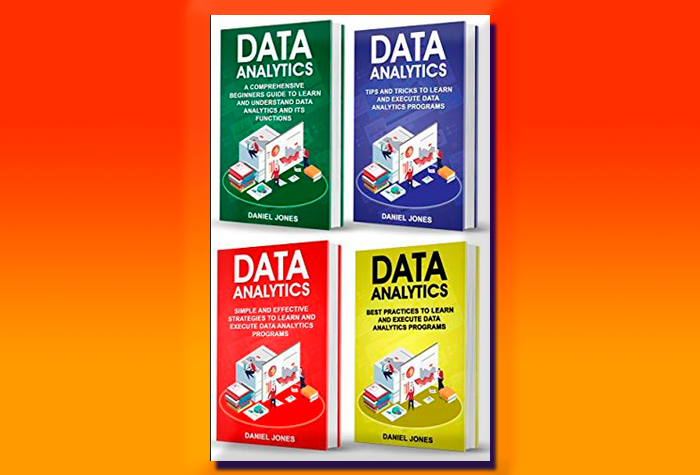 DATA
ANALYTICS
A COMPREHENSIVE
BEGINNERS GUIDE TO LEARN
AND UNDERSTAND DATA
ANALYTICS AND ITS
FUNCTIONS
DANIEL JONES
DATA
ANALYTICS
TIPS AND TRICKS TO LEARN
AND EXECUTE DATA
ANALYTICS PROGRAMS
DANIEL JONES
DATA
ANALYTICS
SIMPLE AND EFFECTIVE
STRATEGIES TO LEARN AND
EXECUTE DATA ANALYTICS
PROGRAMS
DANIEL JONES
DATA
ANALYTICS
BEST PRACTICES TO LEARN
AND EXECUTE DATA
ANALYTICS PROGRAMS
DANIEL JONES